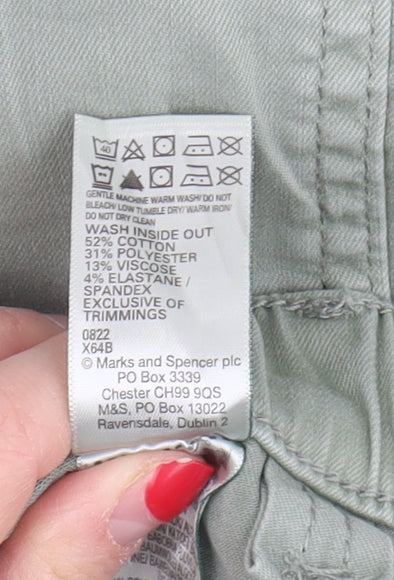 40
GENTLE MACHINE WARM WASH/ DO NOT
BLEACH/ LOW TUMBLE DRY/ WARM IRON/
DO NOT DRY CLEAN
WASH INSIDE OUT
52% COTTON
31% POLYESTER
13% VISCOSE
4% ELASTANE /
SPANDEX
EXCLUSIVE OF
TRIMMINGS
0822
X64B
© Marks and Spencer plc
PO Box 3339
Chester CH99 9QS
M&S, PO BOX 13022
Ravensdale, Dublin 2